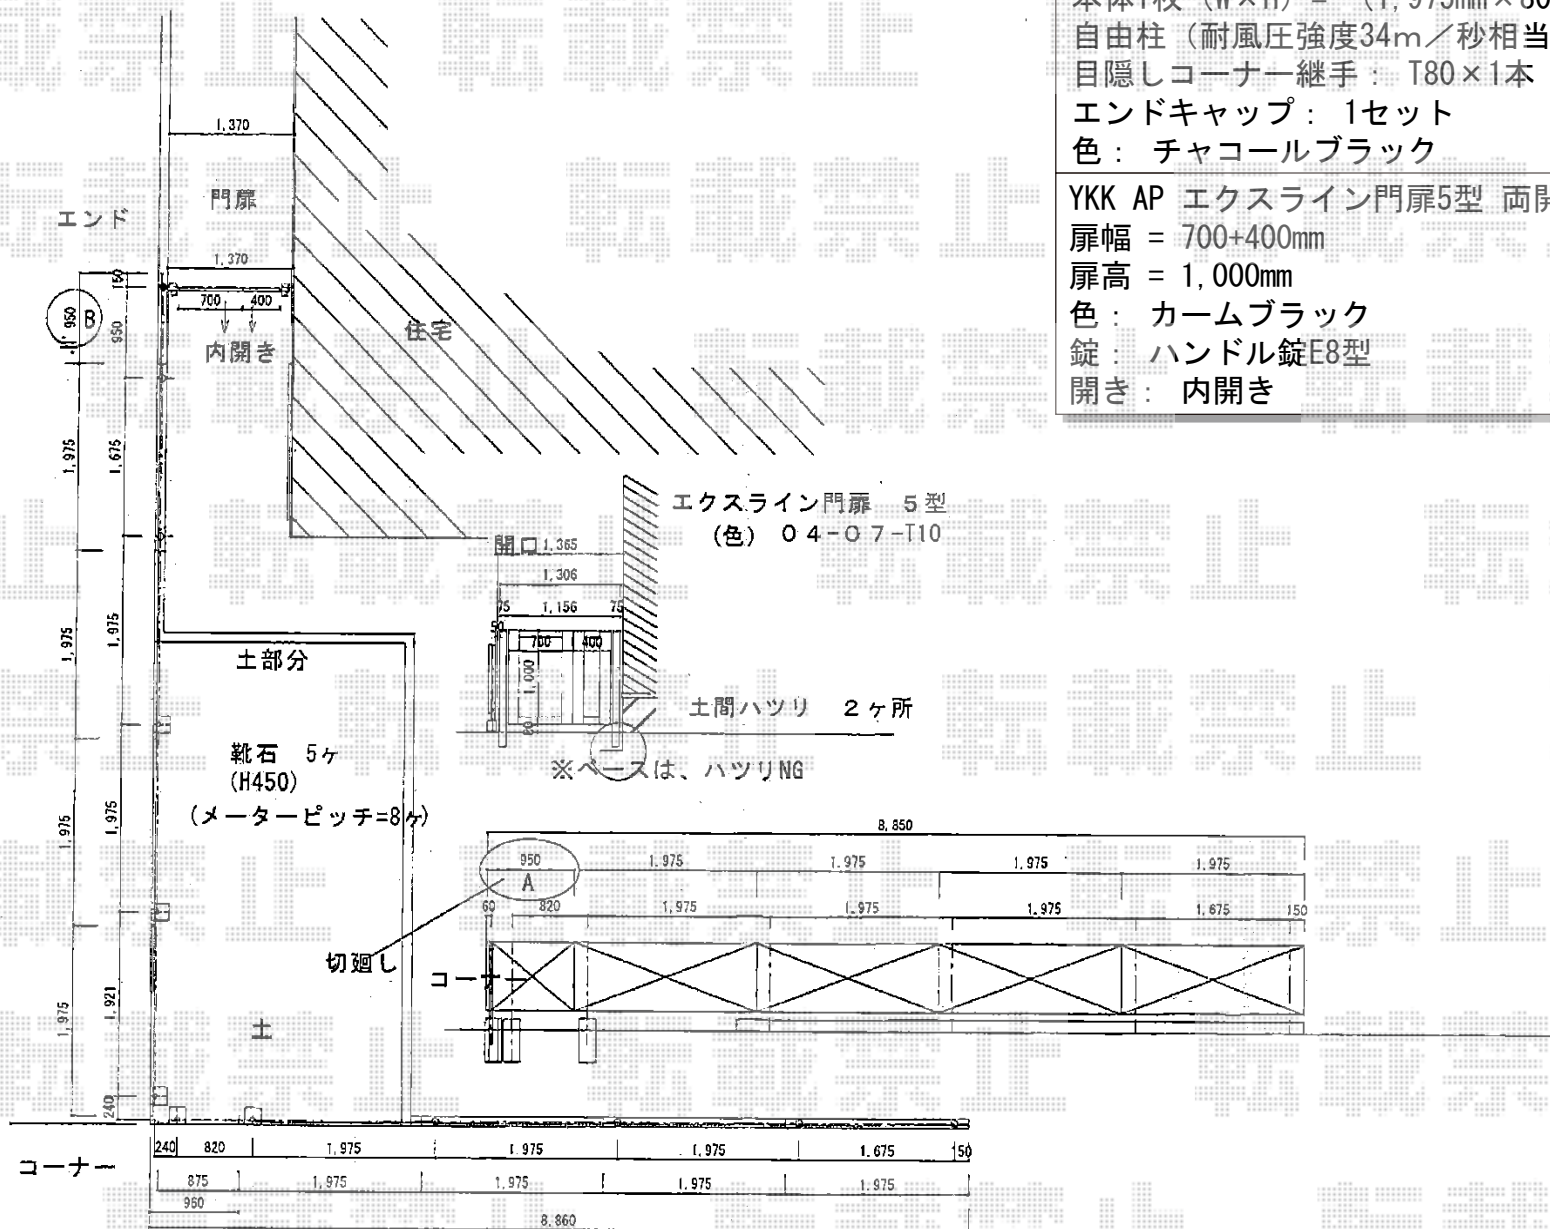 本体1枚 (W×H) = (1,975mm×80
自由柱 (耐風圧強度34m/秒相当
目隠しコーナー継手: T80×1本
エンドキャップ: 1セット
色: チャコールブラック
YKK AP エクスライン門扉5型 両開
扉幅 = 700+400mm
扉高 = 1,000mm
色: カームブラック
錠: ハンドル錠E8型
開き: 内開き
1,370
門扉
エンド
1,370
150
700 400
950
B
950
内開き
住宅
1,975
1,675
エクスライン門扉 5型
(色) 04-07-T10
開口 1,365
1,306
75 1,156 75
50
700 400
1,000
80
1,975
1,975
土部分
土間ハツリ 2ヶ所
※ベースは、ハツリNG
靴石 5ヶ
(H450)
(メーターピッチ=8ヶ)
1,975
1,975
8,850
950 1,975 1,975 1,975 1,975
A
60 820 1,975 1,975 1,975 1,675 150
切廻し
コーナー
1,975
1,921
土
240
240 820 1,975 1,975 1,975 1,675 150
コーナー
875 1,975 1,975 1,975 1,975
960
8,860
転載禁止